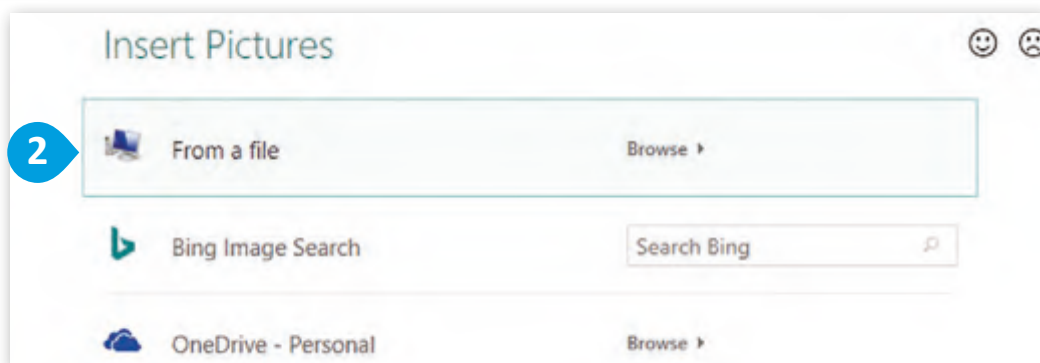 Insert Pictures
2
From a file Browse
Bing Image Search Search Bing
OneDrive - Personal Browse